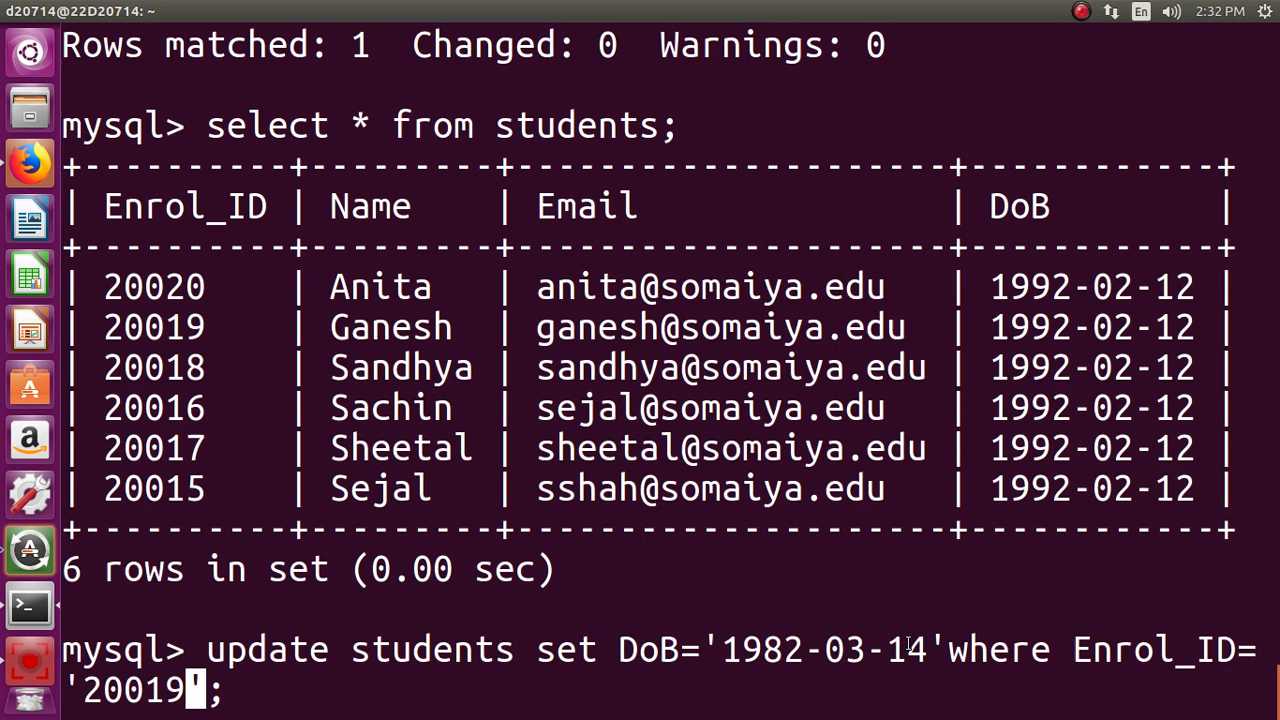 d20714@22D20714: ~
En
2:32 PM
Rows matched: 1  Changed: 0  Warnings: 0
mysql> select * from students;
+----------+---------+---------------------+------------+
| Enrol_ID | Name    | Email               | DoB        |
+----------+---------+---------------------+------------+
| 20020    | Anita   | anita@somaiya.edu   | 1992-02-12 |
| 20019    | Ganesh  | ganesh@somaiya.edu  | 1992-02-12 |
| 20018    | Sandhya | sandhya@somaiya.edu | 1992-02-12 |
| 20016    | Sachin  | sejal@somaiya.edu   | 1992-02-12 |
| 20017    | Sheetal | sheetal@somaiya.edu | 1992-02-12 |
| 20015    | Sejal   | sshah@somaiya.edu   | 1992-02-12 |
+----------+---------+---------------------+------------+
6 rows in set (0.00 sec)
mysql> update students set DoB='1982-03-14'where Enrol_ID=
'20019';